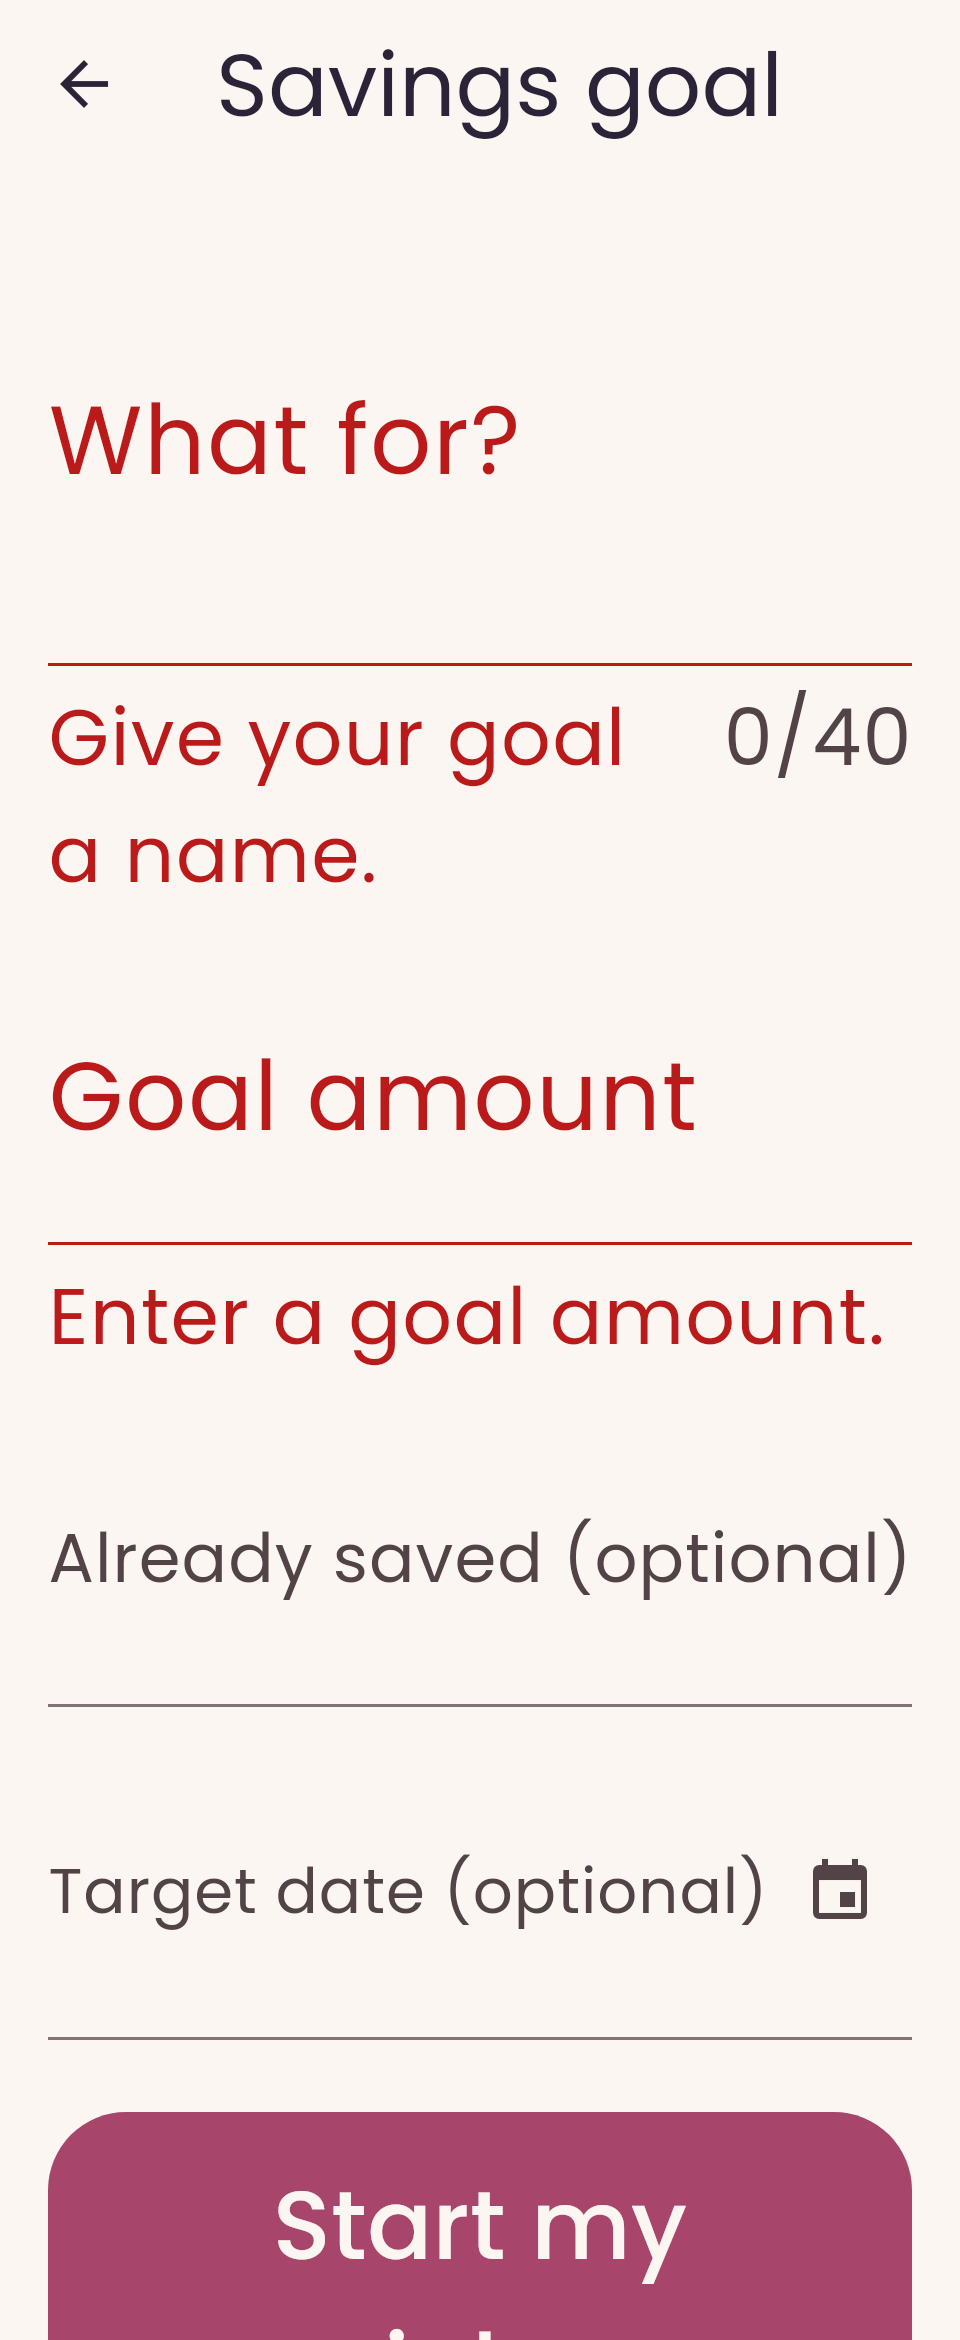 Savings goal
What for?
Give your goal 0/40
a name.
Goal amount
Enter a goal amount.
Already saved (optional)
Target date (optional)
Start my